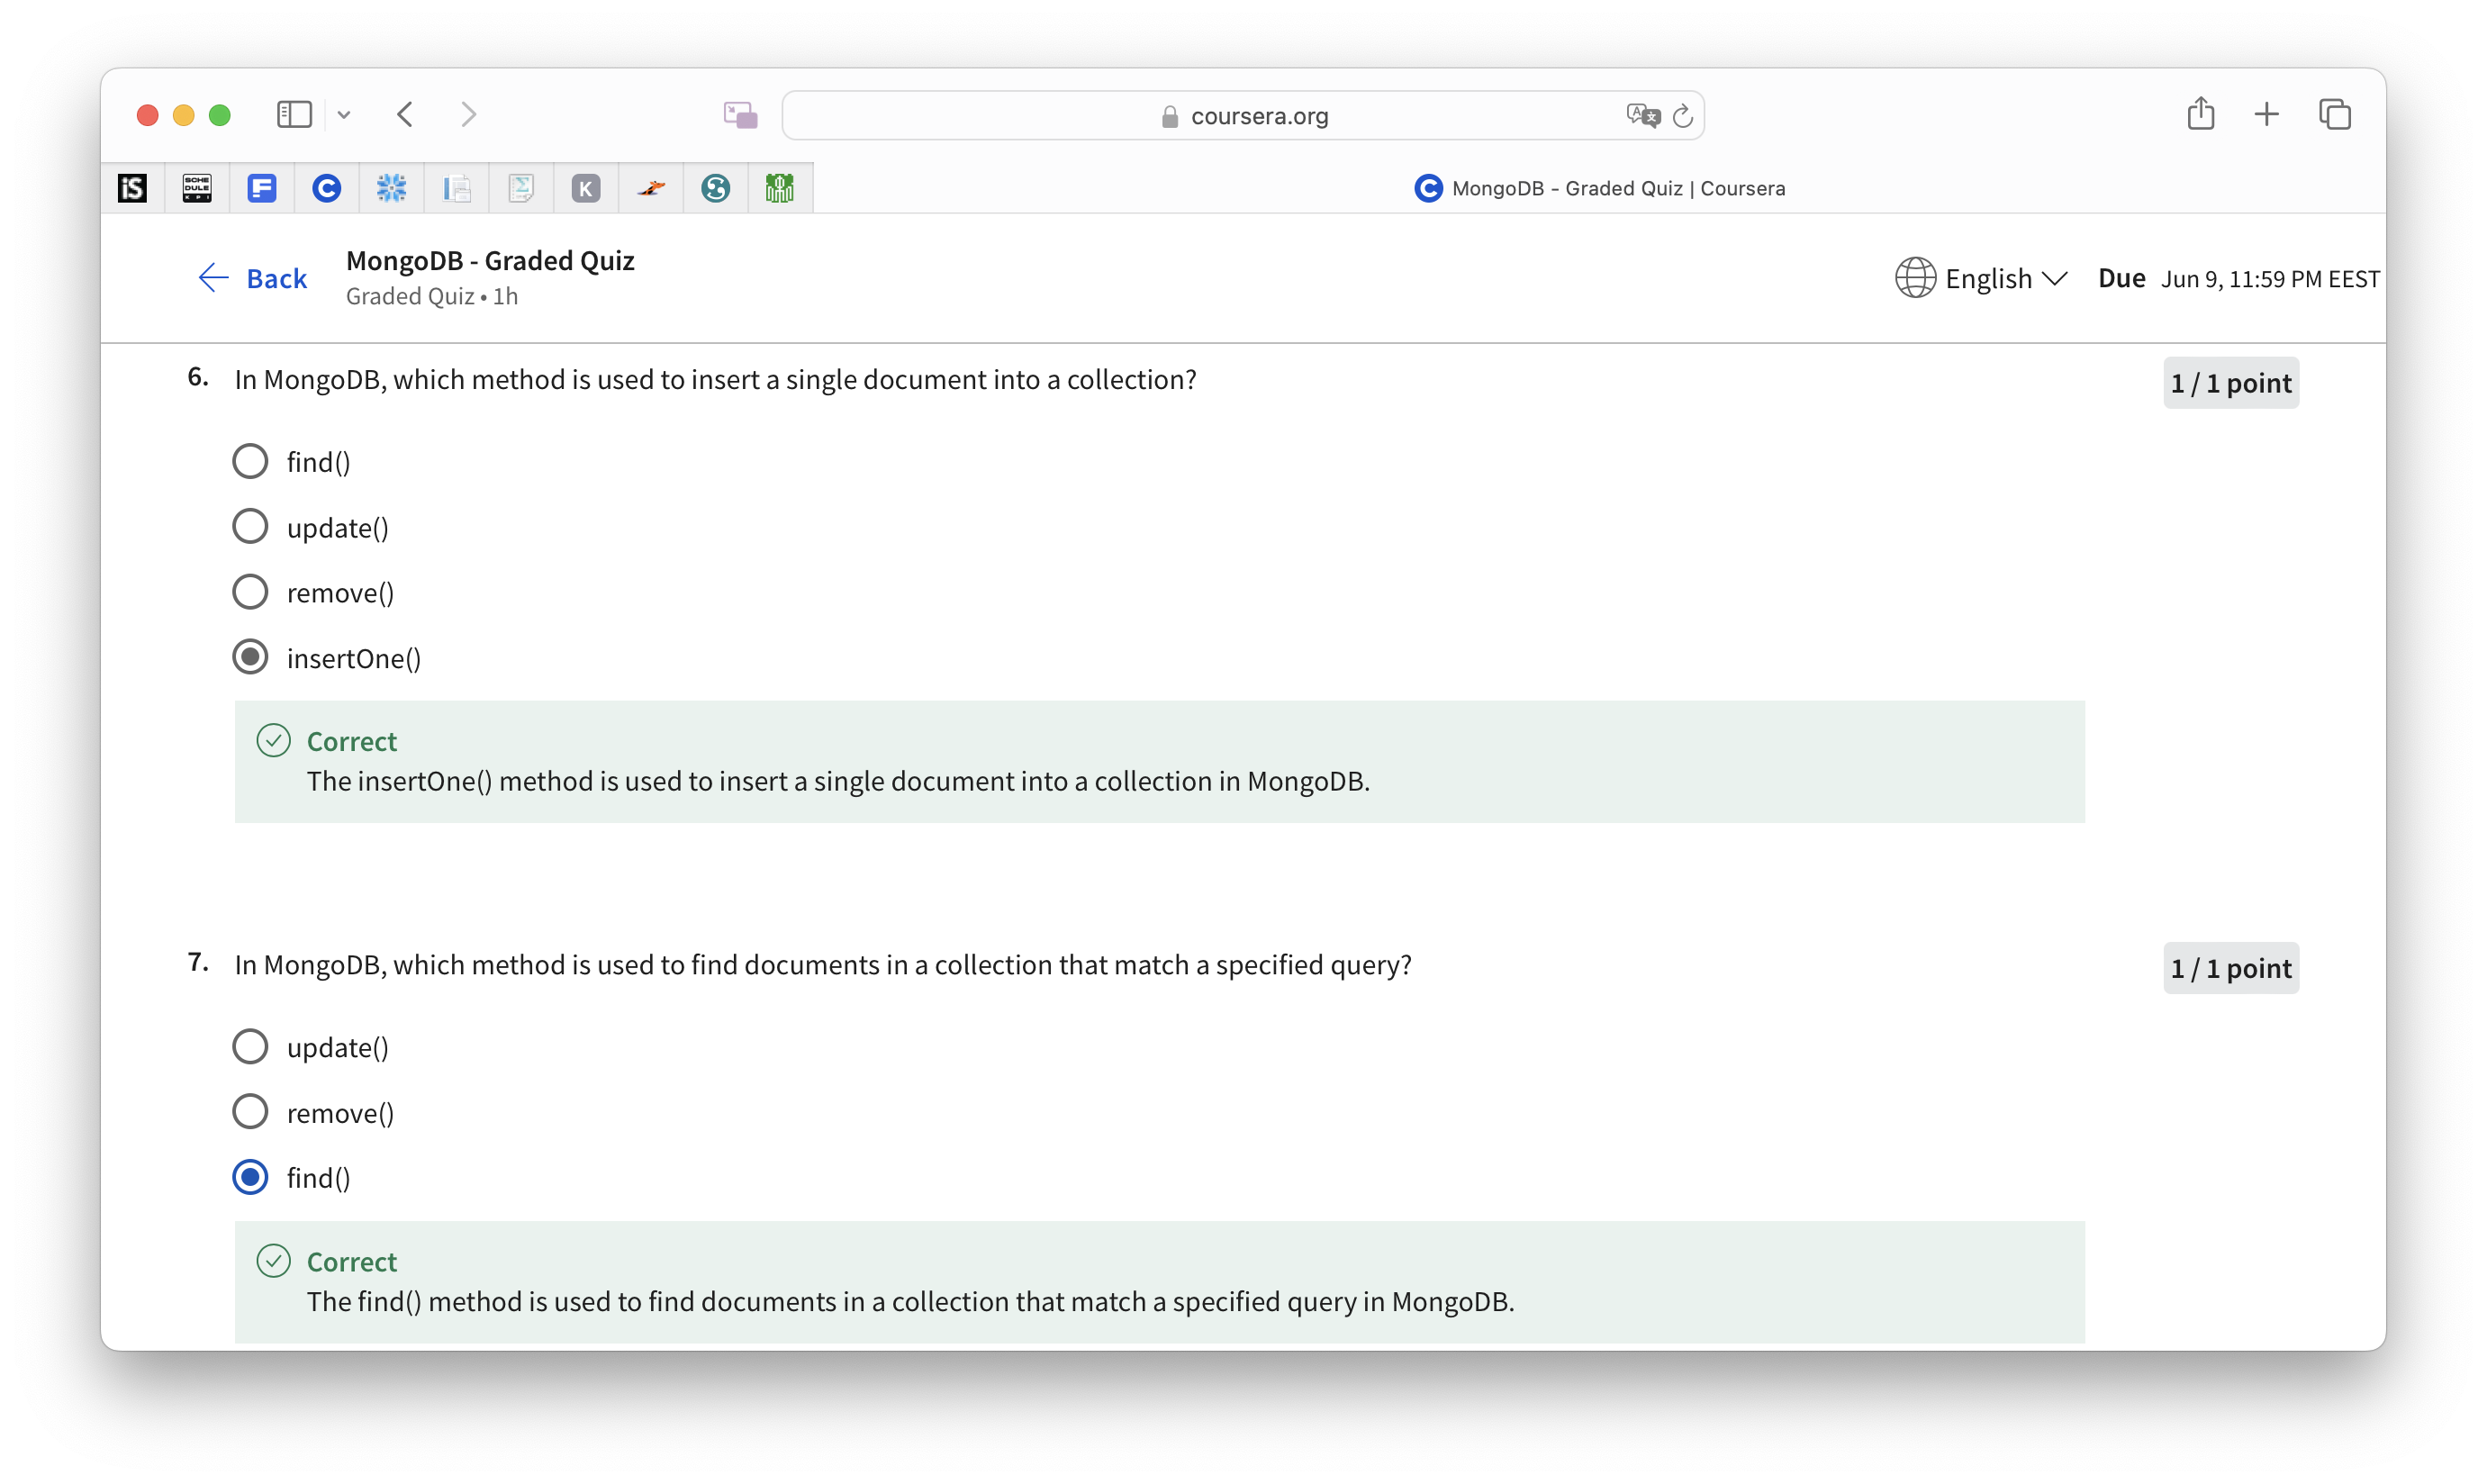 coursera.org
iS
SCHE
DULE
KPI
K
MongoDB - Graded Quiz | Coursera
Back
MongoDB - Graded Quiz
Graded Quiz • 1h
English
Due Jun 9, 11:59 PM EEST
6. In MongoDB, which method is used to insert a single document into a collection?
1 / 1 point
find()
update()
remove()
insertOne()
Correct
The insertOne() method is used to insert a single document into a collection in MongoDB.
7. In MongoDB, which method is used to find documents in a collection that match a specified query?
1 / 1 point
update()
remove()
find()
Correct
The find() method is used to find documents in a collection that match a specified query in MongoDB.